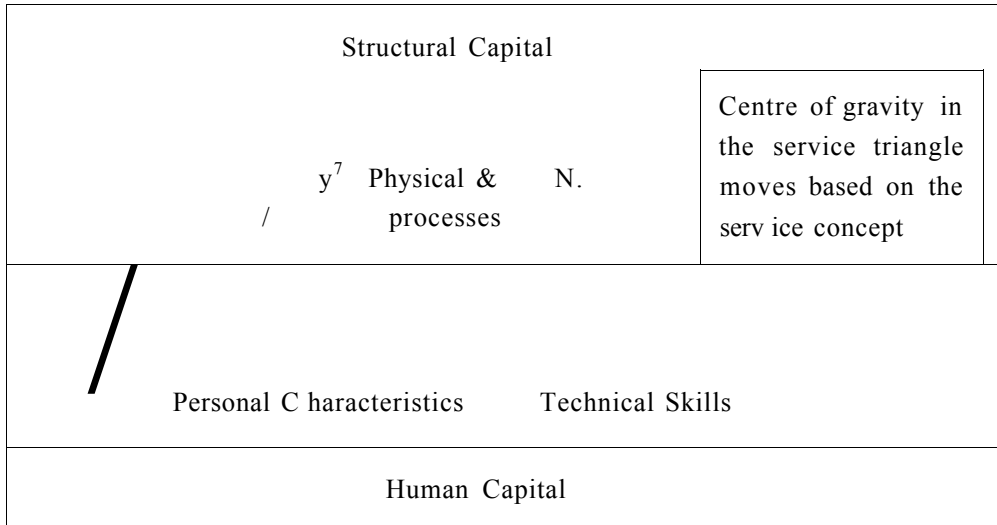 Structural Capital
Centre of gravity in
the service triangle
moves based on the
serv ice concept
y7 Physical & N.
/ processes
Personal C haracteristics Technical Skills
Human Capital